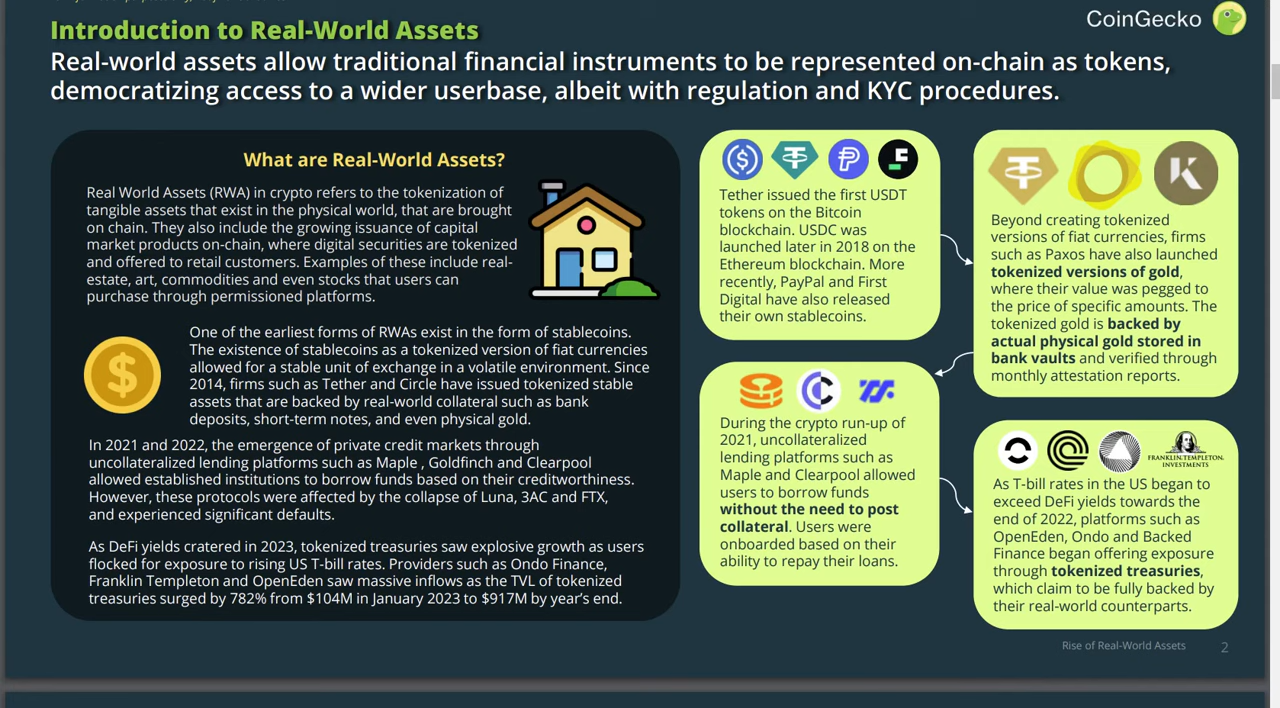 CoinGecko
Introduction to Real-World Assets
Real-world assets allow traditional financial instruments to be represented on-chain as tokens,
democratizing access to a wider userbase, albeit with regulation and KYC procedures.
What are Real-World Assets?
Real World Assets (RWA) in crypto refers to the tokenization of
tangible assets that exist in the physical world, that are brought
on chain. They also include the growing issuance of capital
market products on-chain, where digital securities are tokenized
and offered to retail customers. Examples of these include real-
estate, art, commodities and even stocks that users can
purchase through permissioned platforms.
One of the earliest forms of RWAs exist in the form of stablecoins.
The existence of stablecoins as a tokenized version of fiat currencies
allowed for a stable unit of exchange in a volatile environment. Since
2014, firms such as Tether and Circle have issued tokenized stable
assets that are backed by real-world collateral such as bank
deposits, short-term notes, and even physical gold.
In 2021 and 2022, the emergence of private credit markets through
uncollateralized lending platforms such as Maple , Goldfinch and Clearpool
allowed established institutions to borrow funds based on their creditworthiness.
However, these protocols were affected by the collapse of Luna, 3AC and FTX,
and experienced significant defaults.
As DeFi yields cratered in 2023, tokenized treasuries saw explosive growth as users
flocked for exposure to rising US T-bill rates. Providers such as Ondo Finance,
Franklin Templeton and OpenEden saw massive inflows as the TVL of tokenized
treasuries surged by 782% from $104M in January 2023 to $917M by year's end.
Tether issued the first USDT
tokens on the Bitcoin
blockchain. USDC was
launched later in 2018 on the
Ethereum blockchain. More
recently, PayPal and First
Digital have also released
their own stablecoins.
Beyond creating tokenized
versions of fiat currencies, firms
such as Paxos have also launched
tokenized versions of gold,
where their value was pegged to
the price of specific amounts. The
tokenized gold is backed by
actual physical gold stored in
bank vaults and verified through
monthly attestation reports.
During the crypto run-up of
2021, uncollateralized
lending platforms such as
Maple and Clearpool allowed
users to borrow funds
without the need to post
collateral. Users were
onboarded based on their
ability to repay their loans.
FRANKLIN TEMPLETON
INVESTMENTS
As T-bill rates in the US began to
exceed DeFi yields towards the
end of 2022, platforms such as
OpenEden, Ondo and Backed
Finance began offering exposure
through tokenized treasuries,
which claim to be fully backed by
their real-world counterparts.
Rise of Real-World Assets
2